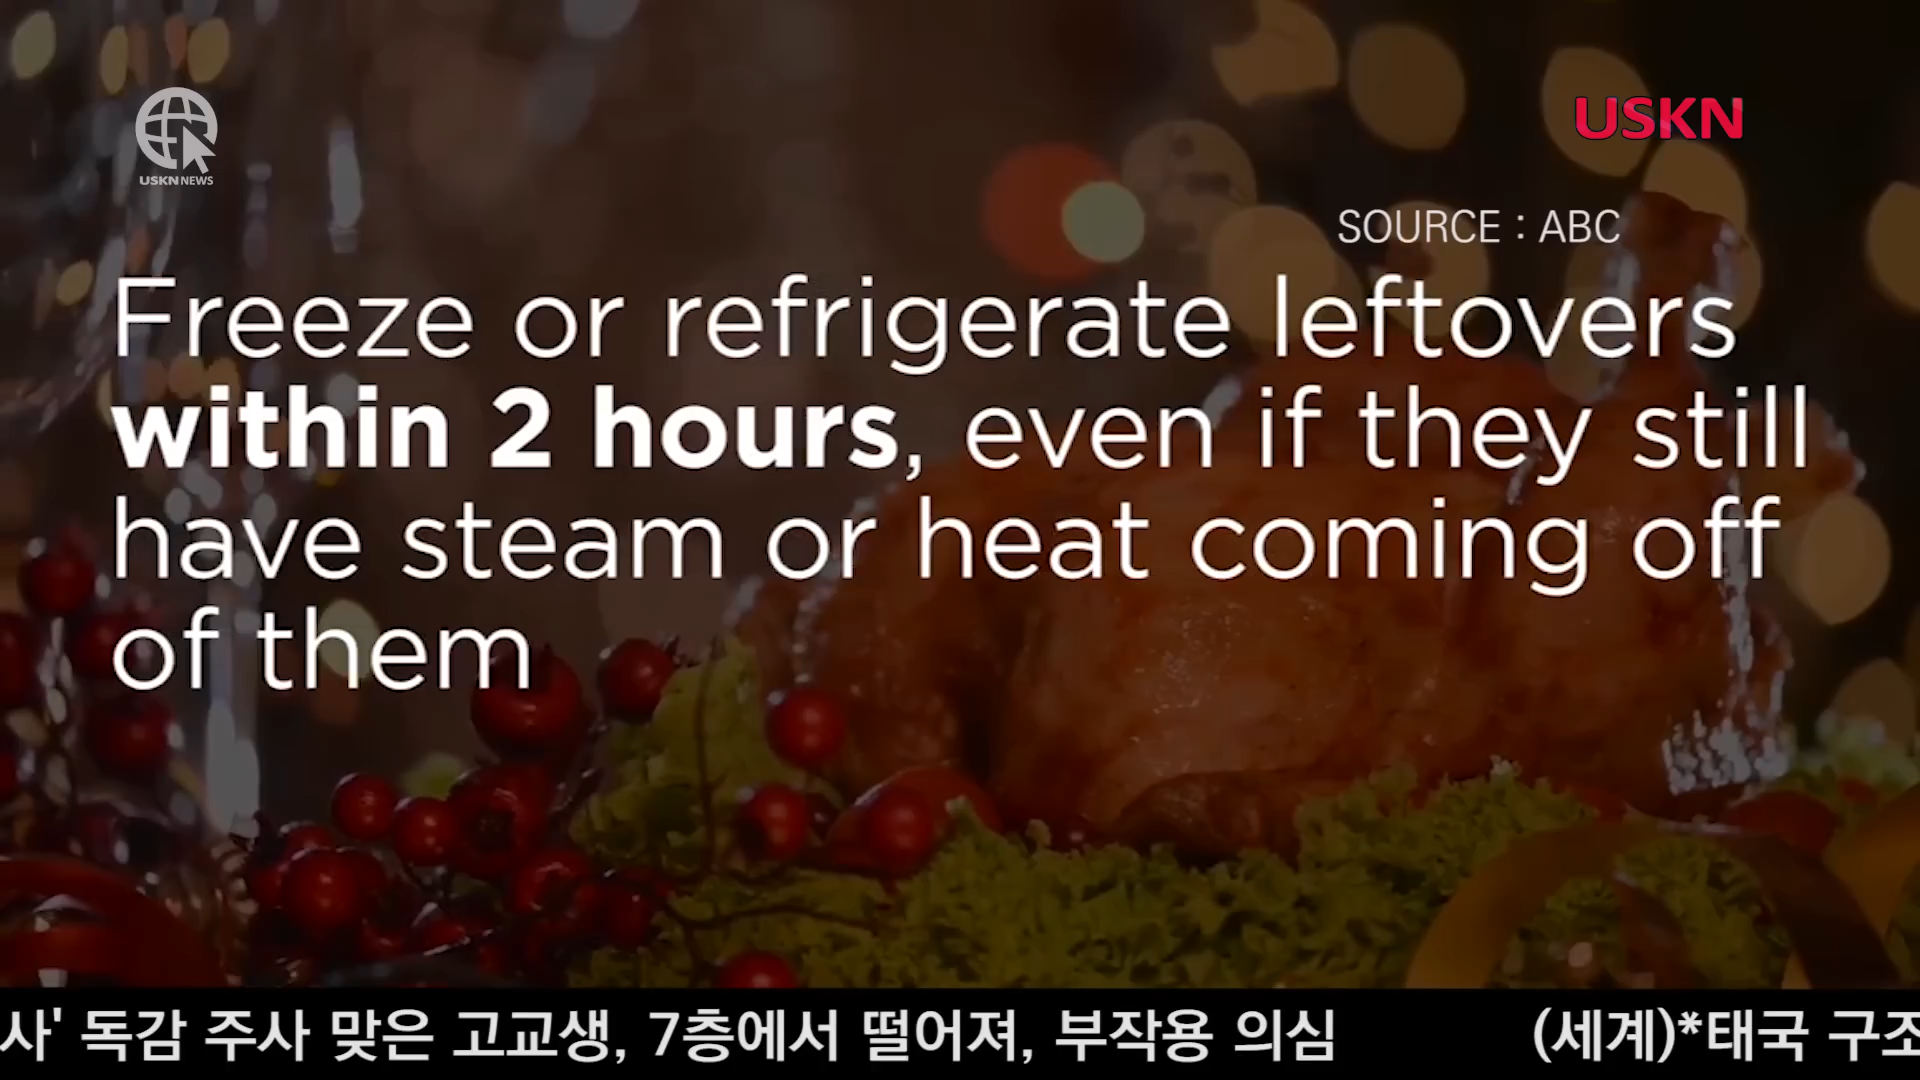 USKN
USKN NEWS
SOURCE : ABC
Freeze or refrigerate leftovers
within 2 hours, even if they still
have steam or heat coming off
of them
사' 독감 주사 맞은 고교생, 7층에서 떨어져, 부작용 의심 (세계)*태국 구조